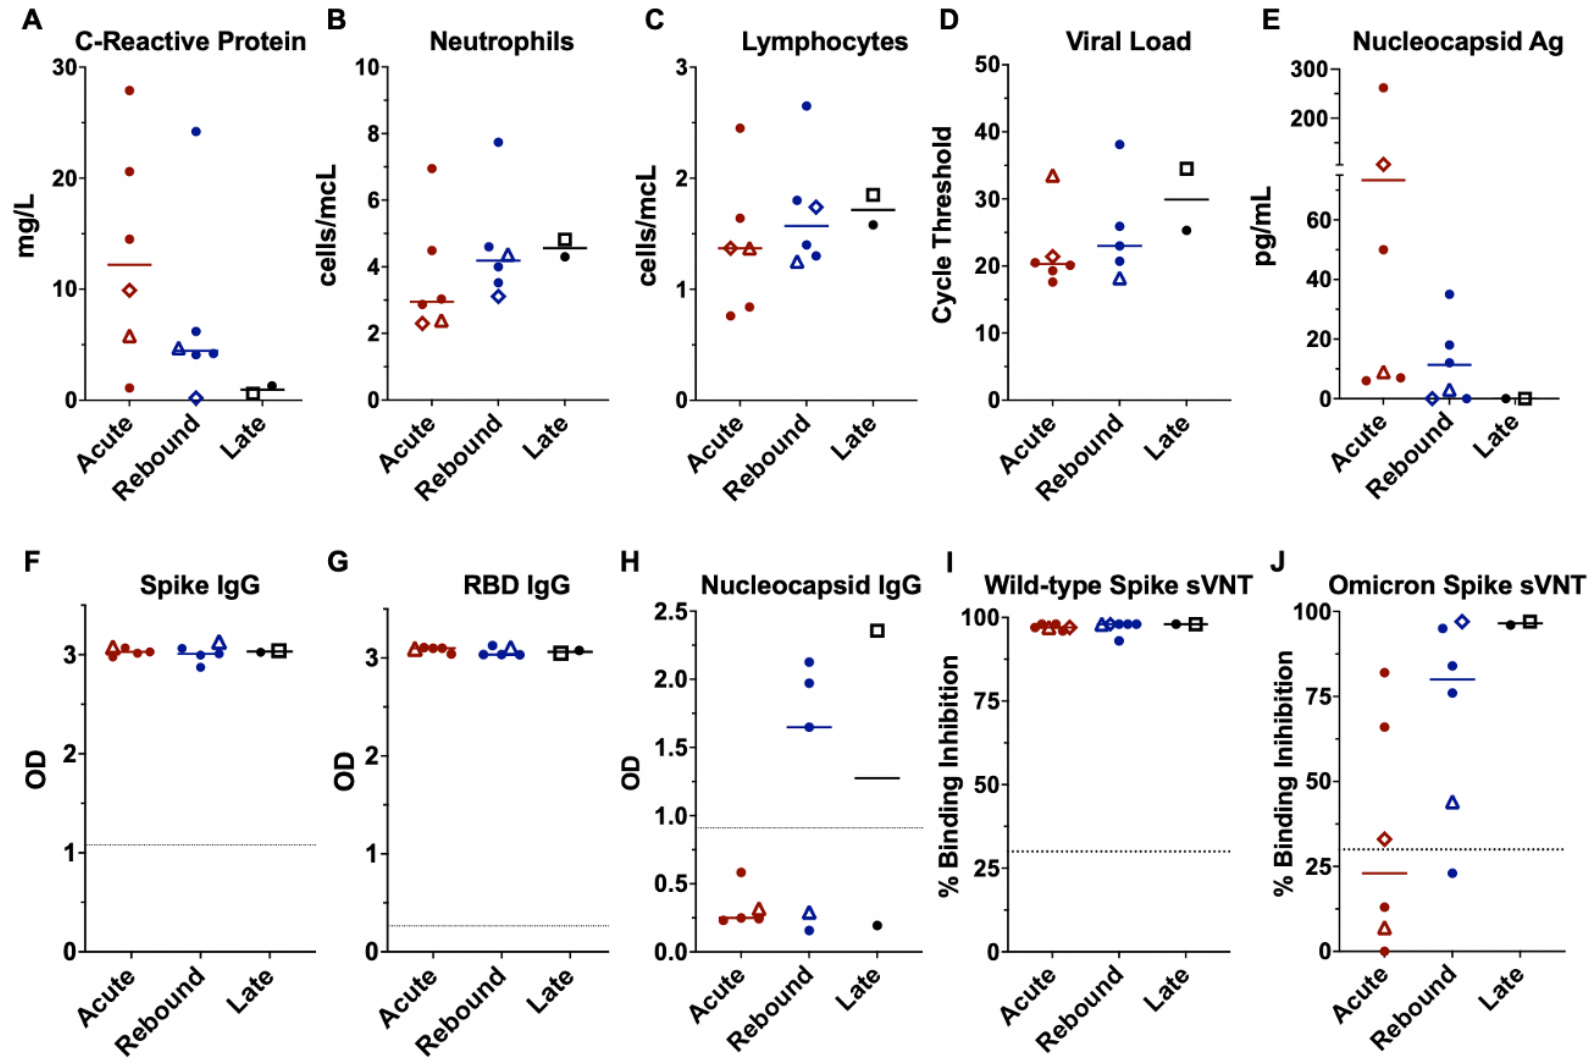 A
C-Reactive Protein
mg/L
30
20
10
0
Acute
Rebound
Late
B
Neutrophils
cells/mcL
10
8
6
4
2
0
Acute
Rebound
Late
C
Lymphocytes
cells/mcL
3
2
1
0
Acute
Rebound
Late
D
Viral Load
Cycle Threshold
50
40
30
20
10
0
Acute
Rebound
Late
E
Nucleocapsid Ag
pg/mL
300
200
60
40
20
0
Acute
Rebound
Late
F
Spike IgG
OD
3
2
1
0
Acute
Rebound
Late
G
RBD IgG
OD
3
2
1
0
Acute
Rebound
Late
H
Nucleocapsid IgG
OD
2.5
2.0
1.5
1.0
0.5
0.0
Acute
Rebound
Late
I
Wild-type Spike sVNT
% Binding Inhibition
100
75
50
25
0
Acute
Rebound
Late
J
Omicron Spike sVNT
% Binding Inihibition
100
75
50
25
0
Acute
Rebound
Late